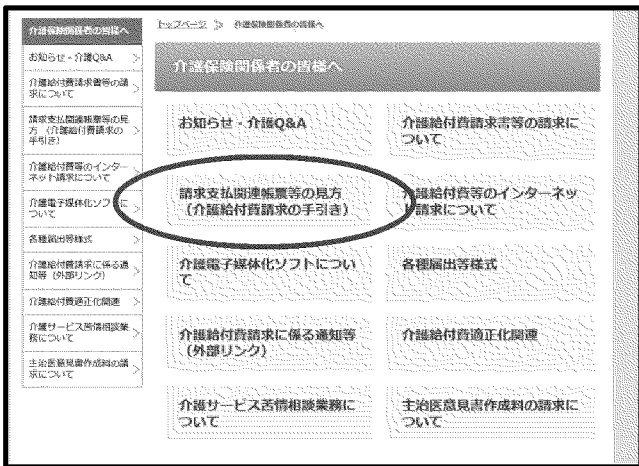 トップページ > 介護保険関係者の皆様へ
介護保険関係者の皆様へ
お知らせ・介護Q&A >
介護給付費請求書等の請
求について >
請求支払関連帳票等の見
方（介護給付費請求の
手引き） >
介護給付費等のインター
ネット請求について >
介護電子媒体化ソフトに
ついて >
各種届出等様式 >
介護給付費請求に係る通
知等（外部リンク） >
介護給付費適正化関連 >
介護サービス苦情相談業
務について >
主治医意見書作成料の請
求について >
介護保険関係者の皆様へ
お知らせ・介護Q&A
介護給付費請求書等の請求に
ついて
請求支払関連帳票等の見方
（介護給付費請求の手引き）
介護給付費等のインターネッ
ト請求について
介護電子媒体化ソフトについ
て
各種届出等様式
介護給付費請求に係る通知等
（外部リンク）
介護給付費適正化関連
介護サービス苦情相談業務に
ついて
主治医意見書作成料の請求に
ついて